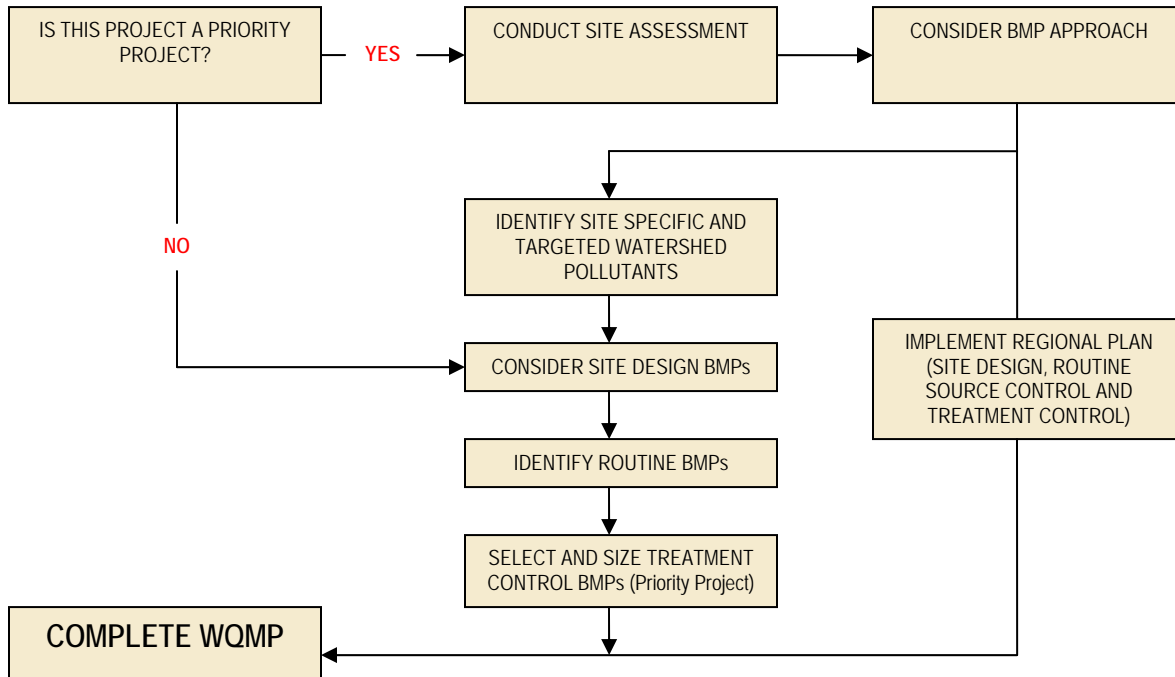 IS THIS PROJECT A PRIORITY
PROJECT?
YES
CONDUCT SITE ASSESSMENT
CONSIDER BMP APPROACH
IDENTIFY SITE SPECIFIC AND
TARGETED WATERSHED
POLLUTANTS
NO
CONSIDER SITE DESIGN BMPs
IMPLEMENT REGIONAL PLAN
(SITE DESIGN, ROUTINE
SOURCE CONTROL AND
TREATMENT CONTROL)
IDENTIFY ROUTINE BMPs
SELECT AND SIZE TREATMENT
CONTROL BMPs (Priority Project)
COMPLETE WQMP